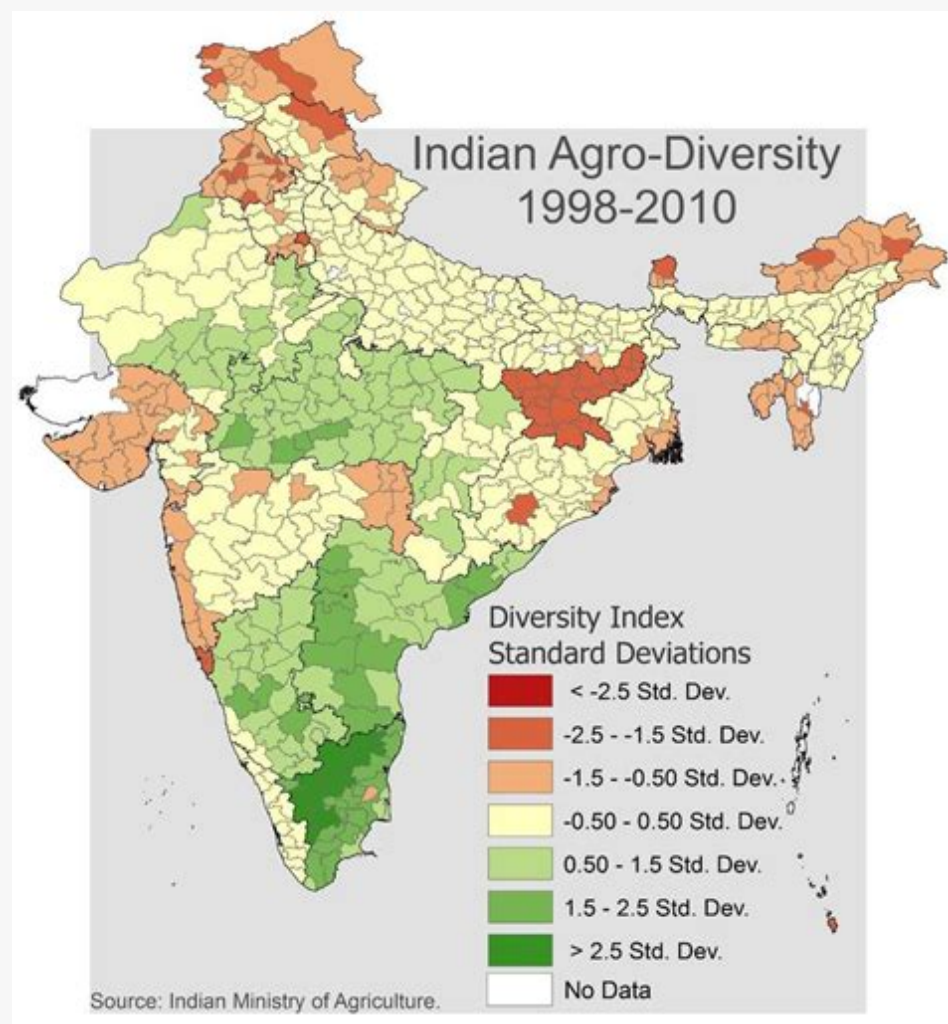 Indian Agro-Diversity
1998-2010
Diversity Index
Standard Deviations
< -2.5 Std. Dev.
-2.5 - -1.5 Std. Dev.
-1.5 - -0.50 Std. Dev.
-0.50 - 0.50 Std. Dev.
0.50 - 1.5 Std. Dev.
1.5 - 2.5 Std. Dev.
> 2.5 Std. Dev.
No Data
Source: Indian Ministry of Agriculture.